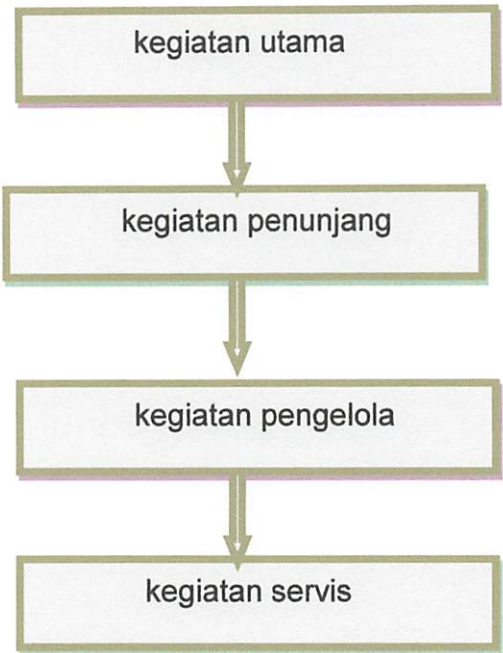 kegiatan utama
kegiatan penunjang
kegiatan pengelola
kegiatan servis